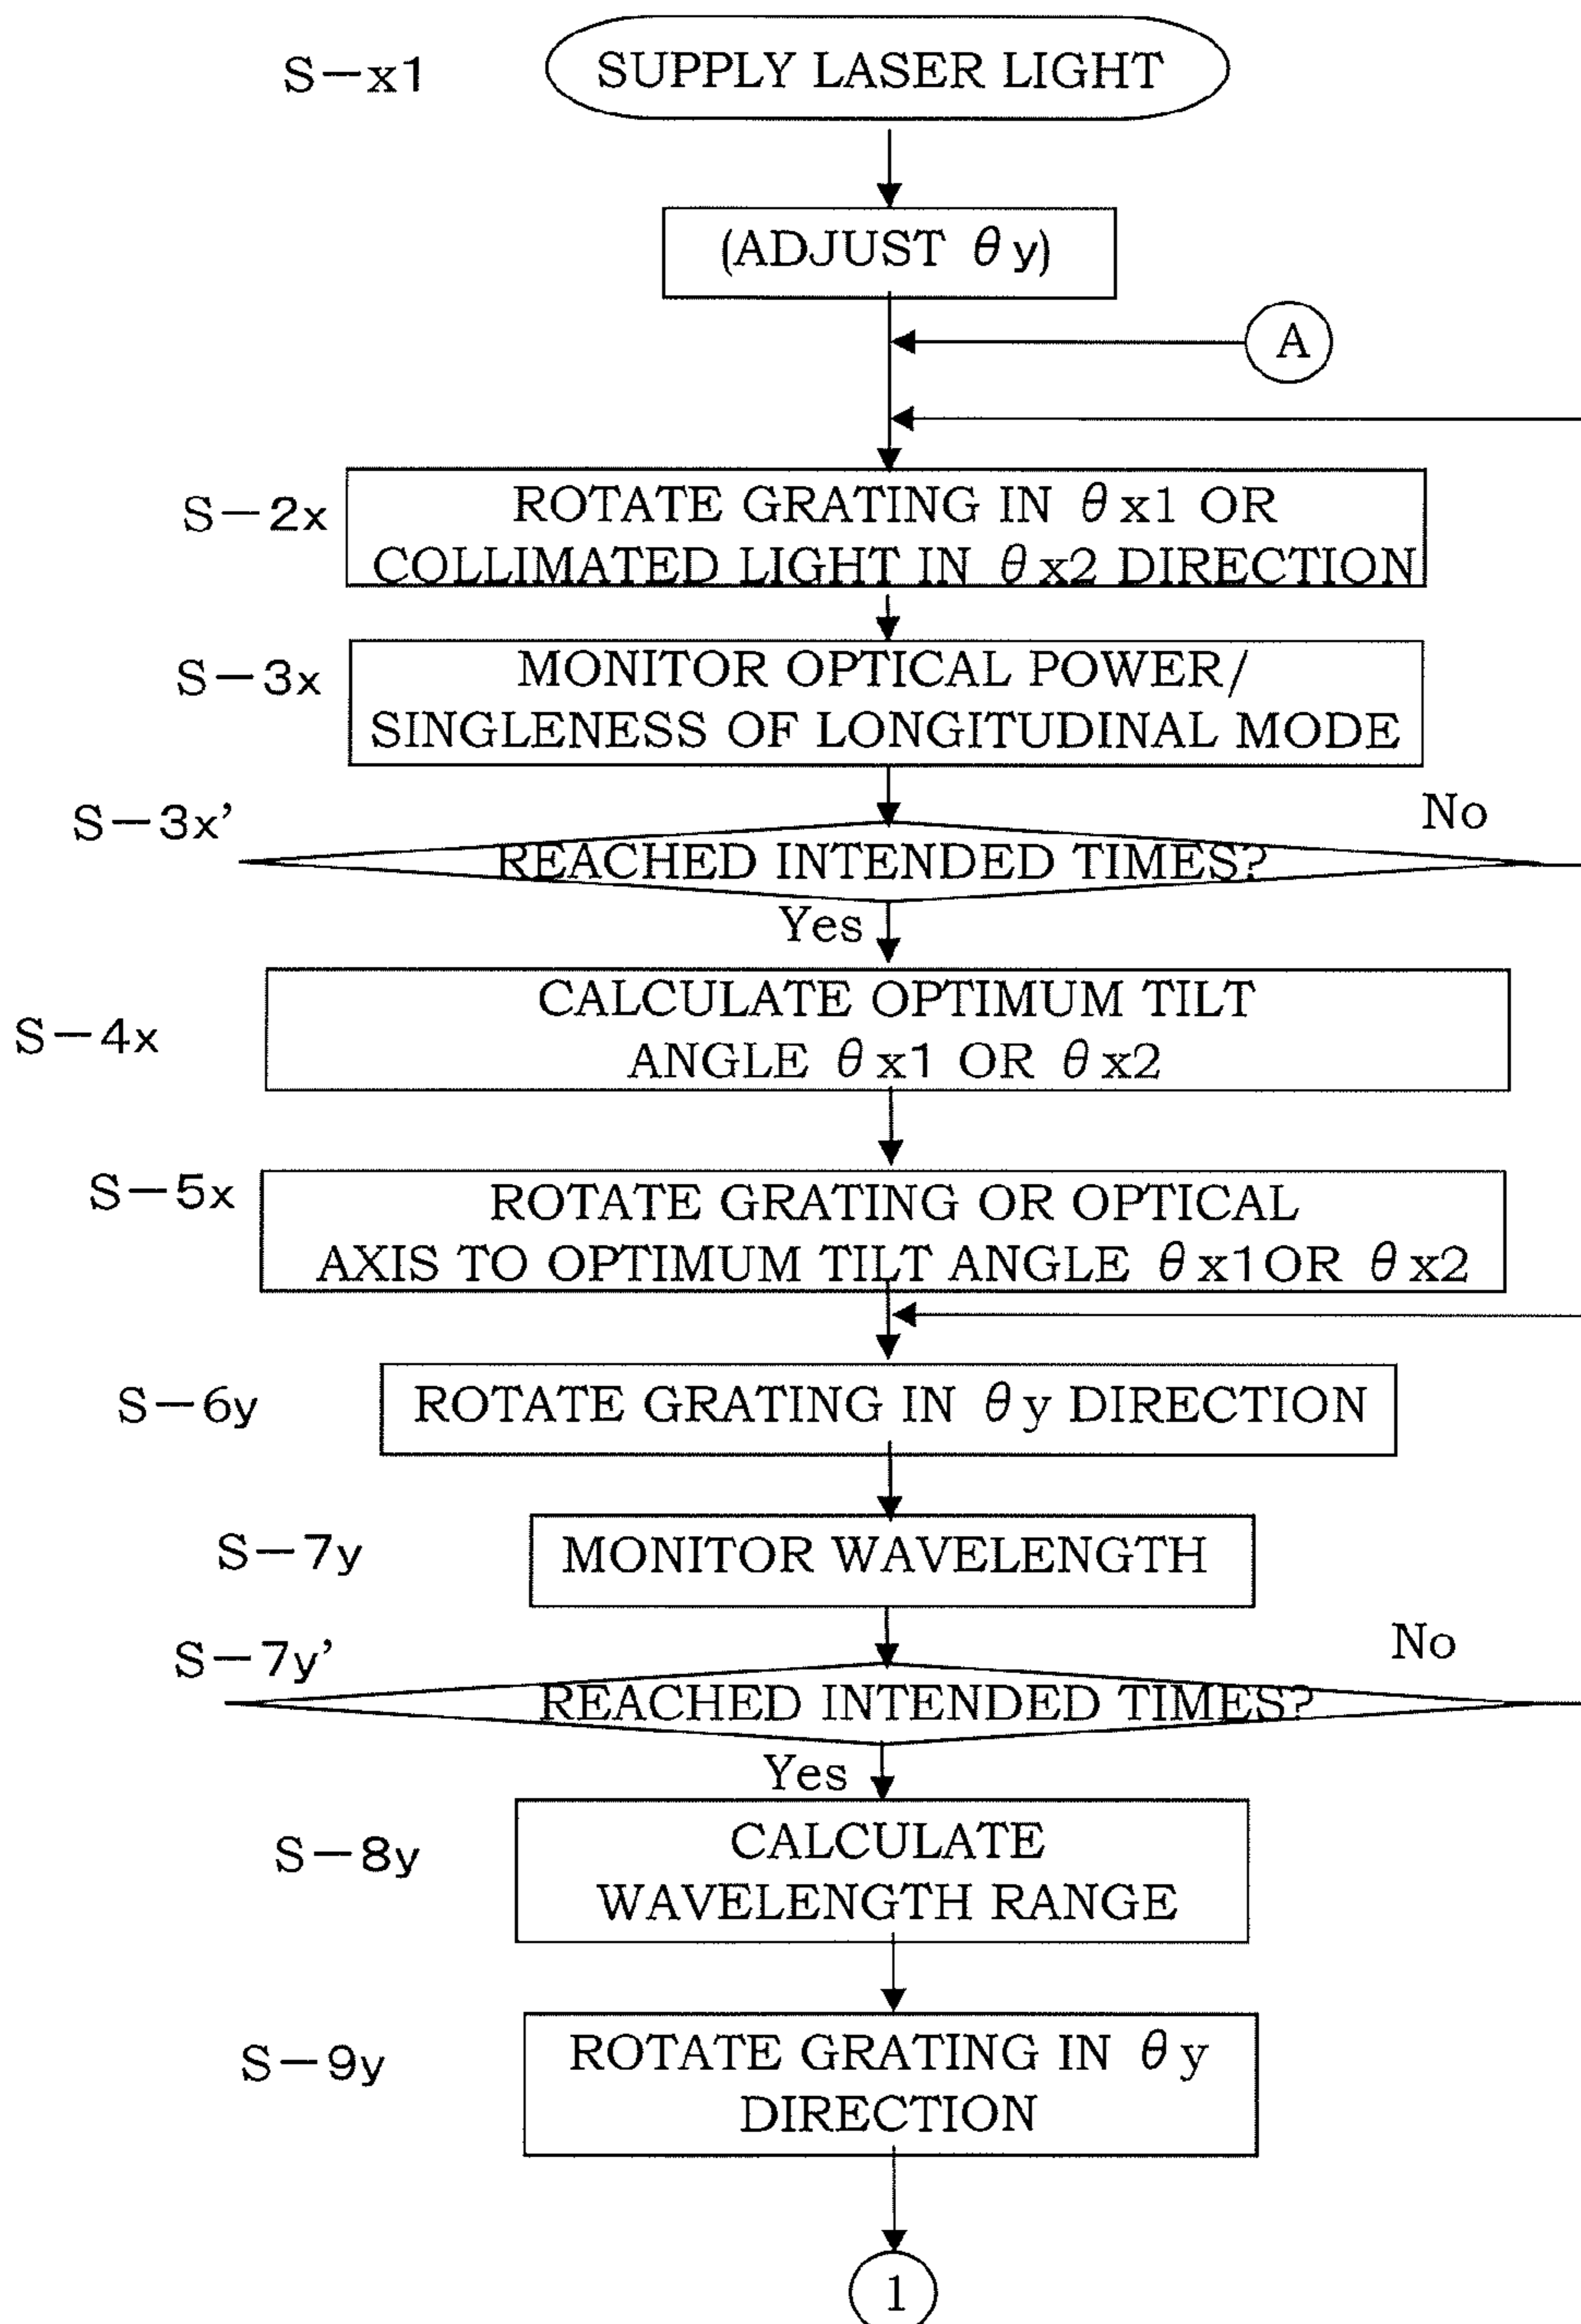 S-x1 SUPPLY LASER LIGHT
(ADJUST θy)
A
S-2x ROTATE GRATING IN θx1 OR
COLLIMATED LIGHT IN θx2 DIRECTION
S-3x MONITOR OPTICAL POWER/
SINGLENESS OF LONGITUDINAL MODE
S-3x' No
REACHED INTENDED TIMES?
Yes
S-4x CALCULATE OPTIMUM TILT
ANGLE θx1 OR θx2
S-5x ROTATE GRATING OR OPTICAL
AXIS TO OPTIMUM TILT ANGLE θx1OR θx2
S-6y ROTATE GRATING IN θy DIRECTION
S-7y MONITOR WAVELENGTH
S-7y' No
REACHED INTENDED TIMES?
Yes
S-8y CALCULATE
WAVELENGTH RANGE
S-9y ROTATE GRATING IN θy
DIRECTION
1